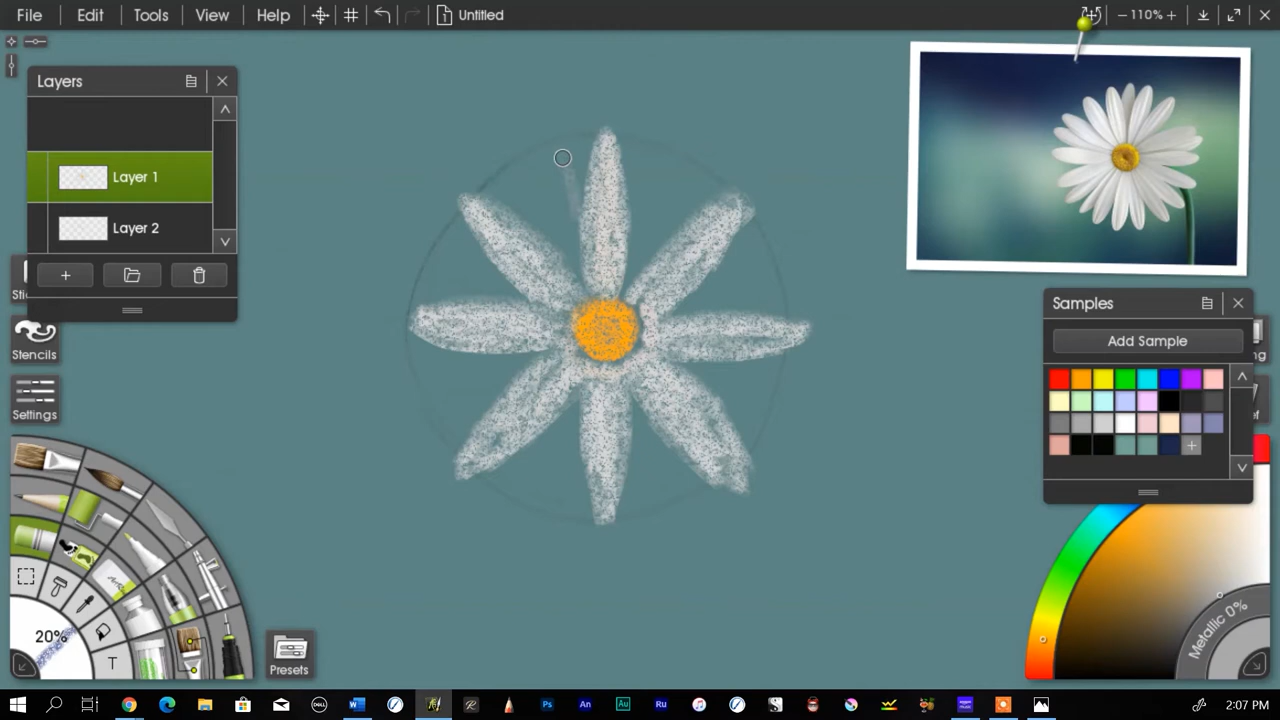 File Edit Tools View Help Untitled 110%
Layers
Layer 1
Layer 2
Stencils
Settings
Samples
Add Sample
20%
T
Presets
Metallic 0%
2:07 PM